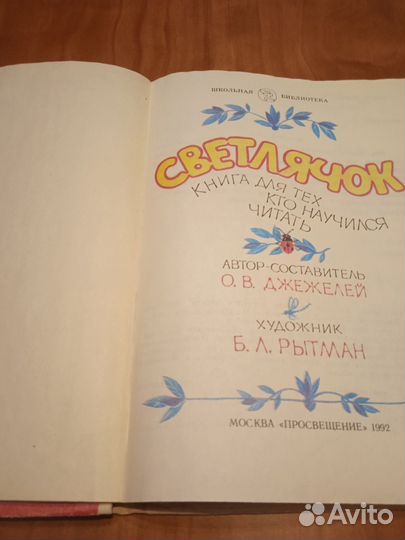 ШКОЛЬНАЯ БИБЛИОТЕКА
СВЕТЛЯЧОК
КНИГА ДЛЯ ТЕХ
КТО НАУЧИЛСЯ
ЧИТАТЬ
АВТОР-СОСТАВИТЕЛЬ
О. В. ДЖЕЖЕЛЕЙ
ХУДОЖНИК
Б. Л. РЫТМАН
МОСКВА «ПРОСВЕЩЕНИЕ» 1992
Avito